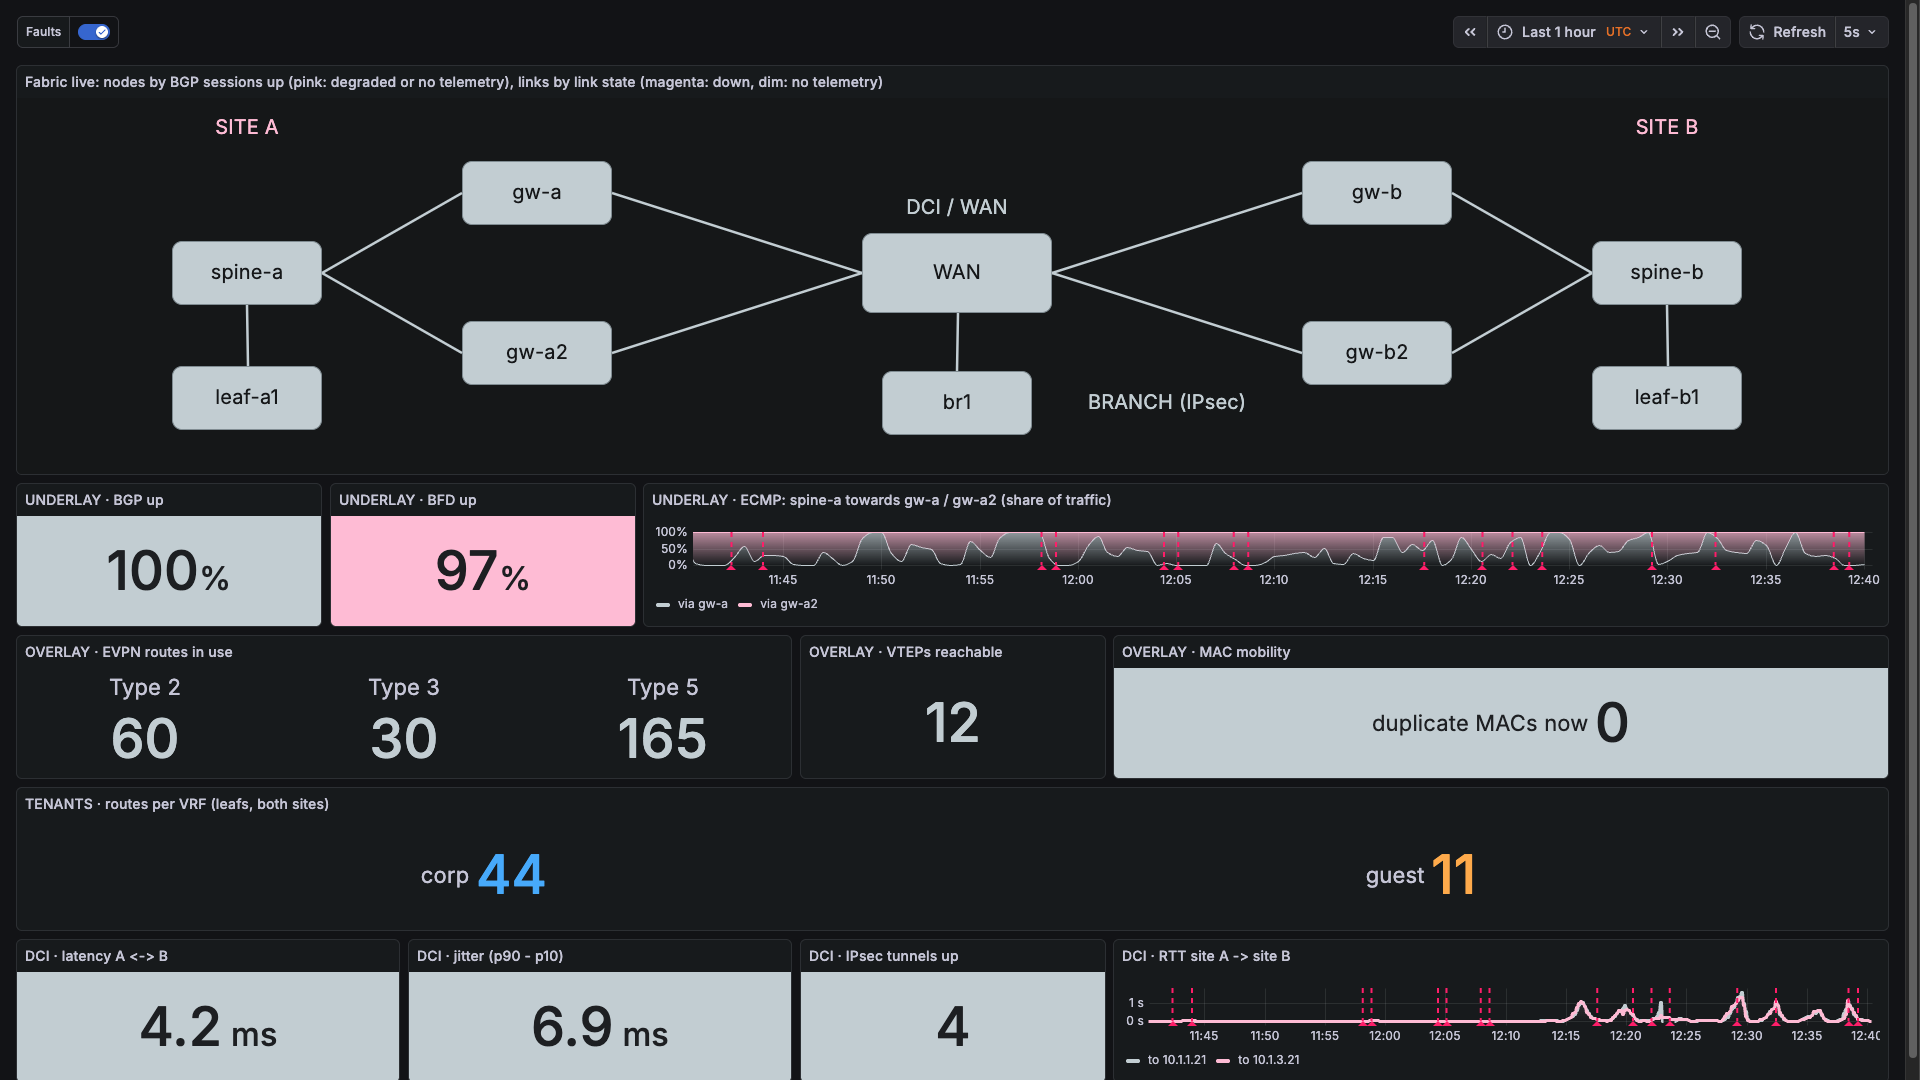 Faults
Last 1 hour UTC
Refresh 5s
Fabric live: nodes by BGP sessions up (pink: degraded or no telemetry), links by link state (magenta: down, dim: no telemetry)
SITE A
SITE B
gw-a
gw-b
DCI / WAN
spine-a
WAN
spine-b
gw-a2
gw-b2
leaf-a1
br1
BRANCH (IPsec)
leaf-b1
UNDERLAY · BGP up
100%
UNDERLAY · BFD up
97%
UNDERLAY · ECMP: spine-a towards gw-a / gw-a2 (share of traffic)
100%
50%
0%
11:45 11:50 11:55 12:00 12:05 12:10 12:15 12:20 12:25 12:30 12:35 12:40
via gw-a via gw-a2
OVERLAY · EVPN routes in use
Type 2 Type 3 Type 5
60 30 165
OVERLAY · VTEPs reachable
12
OVERLAY · MAC mobility
duplicate MACs now 0
TENANTS · routes per VRF (leafs, both sites)
corp 44
guest 11
DCI · latency A <-> B
4.2 ms
DCI · jitter (p90 - p10)
6.9 ms
DCI · IPsec tunnels up
4
DCI · RTT site A -> site B
1 s
0 s
11:45 11:50 11:55 12:00 12:05 12:10 12:15 12:20 12:25 12:30 12:35 12:40
to 10.1.1.21 to 10.1.3.21